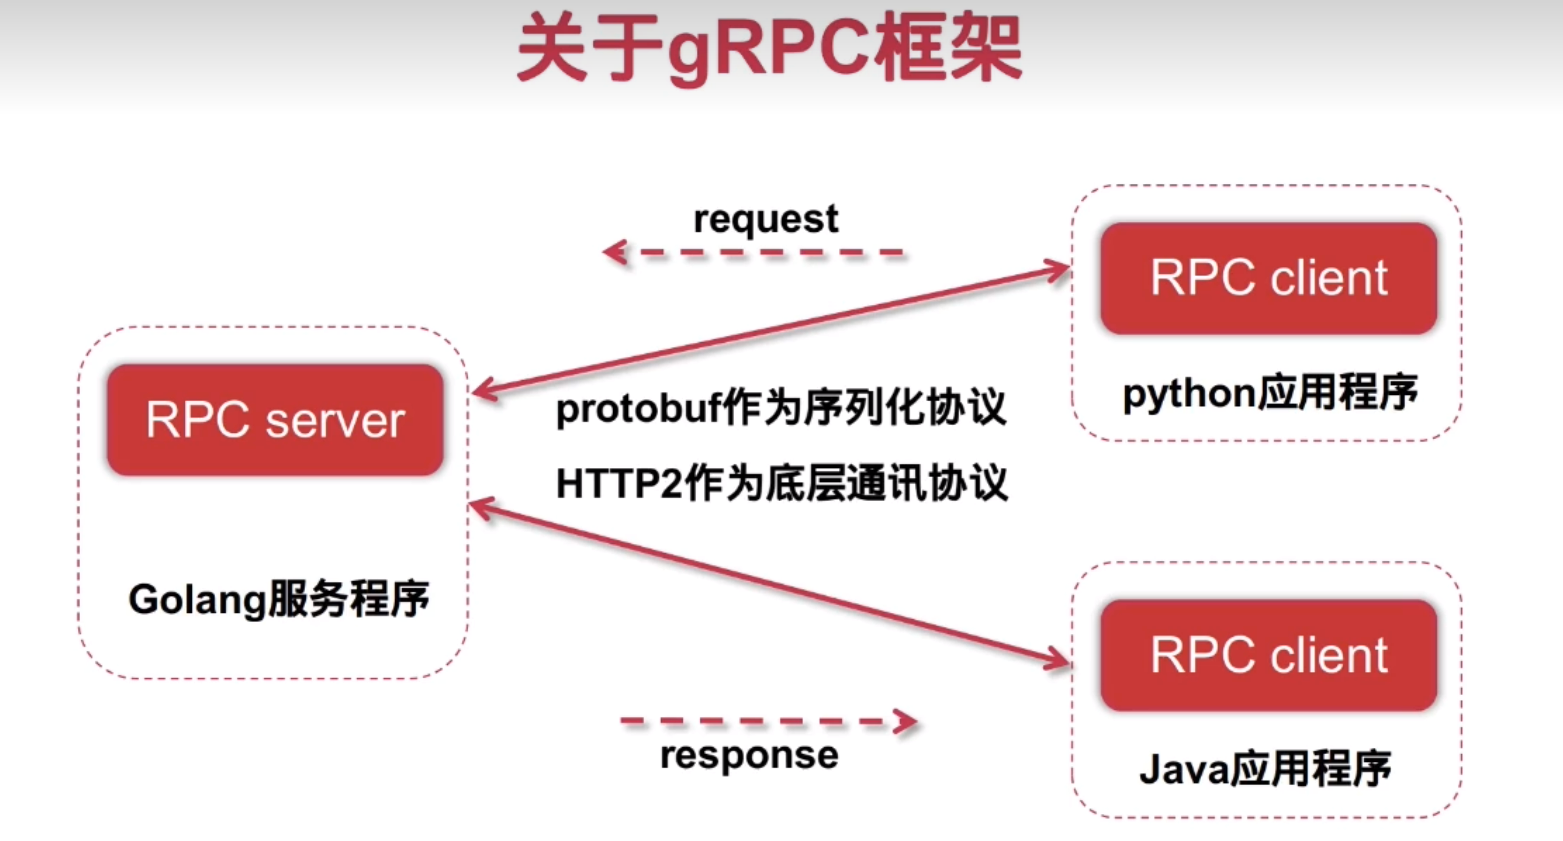 关于gRPC框架
request
RPC client
python应用程序
RPC server
Golang服务程序
protobuf作为序列化协议
HTTP2作为底层通讯协议
RPC client
Java应用程序
response